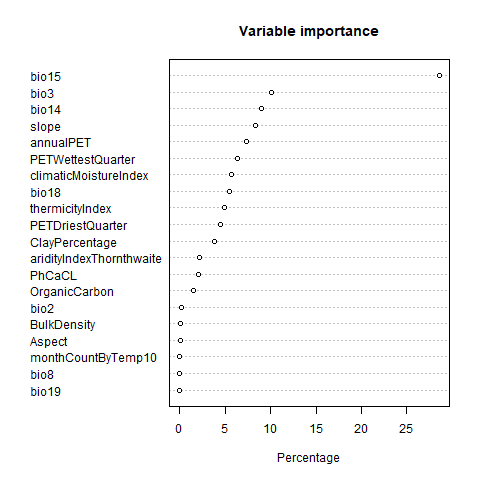 Variable importance
bio15
bio3
bio14
slope
annualPET
PETWettestQuarter
climaticMoistureIndex
bio18
thermicityIndex
PETDriestQuarter
ClayPercentage
aridityIndexThornthwaite
PhCaCL
OrganicCarbon
bio2
BulkDensity
Aspect
monthCountByTemp10
bio8
bio19
0 5 10 15 20 25
Percentage